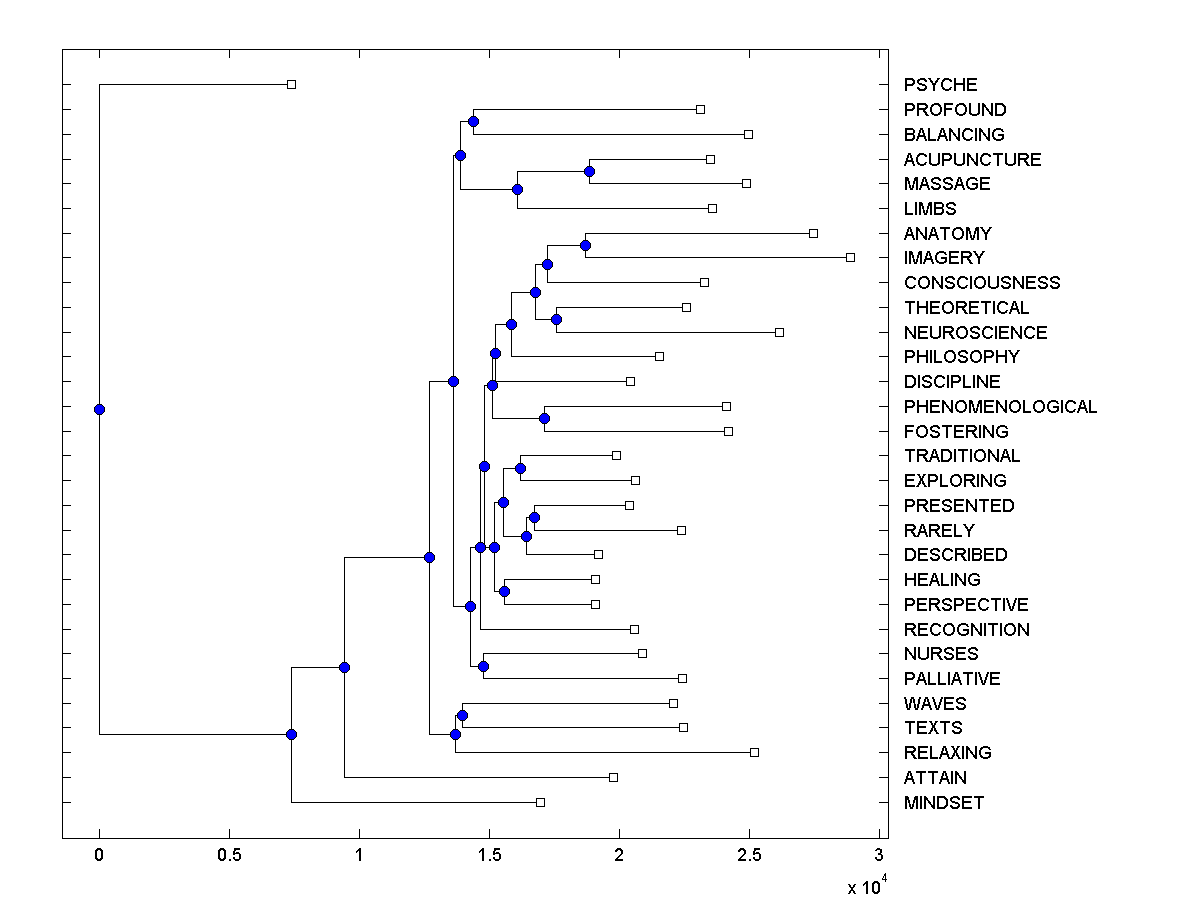 PSYCHE
PROFOUND
BALANCING
ACUPUNCTURE
MASSAGE
LIMBS
ANATOMY
IMAGERY
CONSCIOUSNESS
THEORETICAL
NEUROSCIENCE
PHILOSOPHY
DISCIPLINE
PHENOMENOLOGICAL
FOSTERING
TRADITIONAL
EXPLORING
PRESENTED
RARELY
DESCRIBED
HEALING
PERSPECTIVE
RECOGNITION
NURSES
PALLIATIVE
WAVES
TEXTS
RELAXING
ATTAIN
MINDSET
0 0.5 1 1.5 2 2.5 3
x 10^4